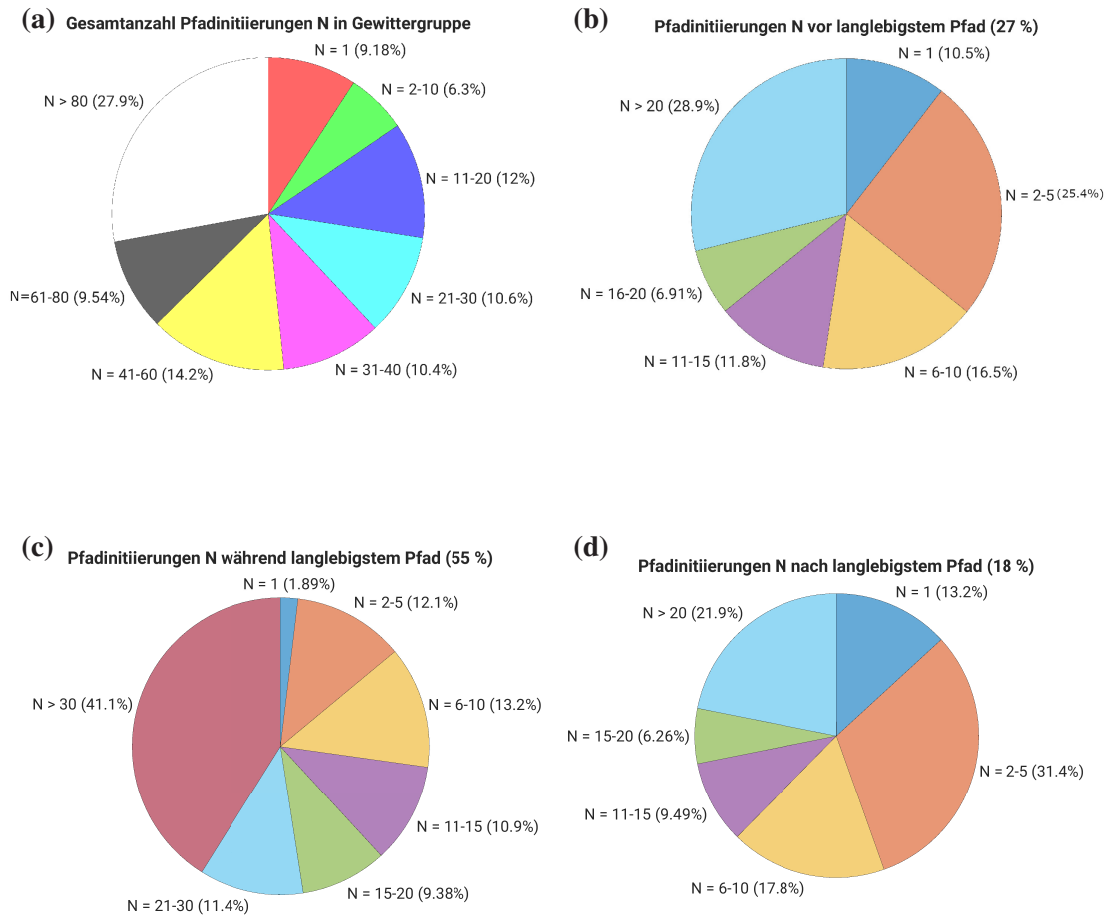 (a) Gesamtanzahl Pfadinitiierungen N in Gewittergruppe
N = 1 (9.18%)
N = 2-10 (6.3%)
N = 11-20 (12%)
N = 21-30 (10.6%)
N = 31-40 (10.4%)
N = 41-60 (14.2%)
N=61-80 (9.54%)
N > 80 (27.9%)
(b) Pfadinitiierungen N vor langlebigstem Pfad (27 %)
N = 1 (10.5%)
N = 2-5 (25.4%)
N = 6-10 (16.5%)
N = 11-15 (11.8%)
N = 16-20 (6.91%)
N > 20 (28.9%)
(c) Pfadinitiierungen N während langlebigstem Pfad (55 %)
N = 1 (1.89%)
N = 2-5 (12.1%)
N = 6-10 (13.2%)
N = 11-15 (10.9%)
N = 15-20 (9.38%)
N = 21-30 (11.4%)
N > 30 (41.1%)
(d) Pfadinitiierungen N nach langlebigstem Pfad (18 %)
N = 1 (13.2%)
N = 2-5 (31.4%)
N = 6-10 (17.8%)
N = 11-15 (9.49%)
N = 15-20 (6.26%)
N > 20 (21.9%)